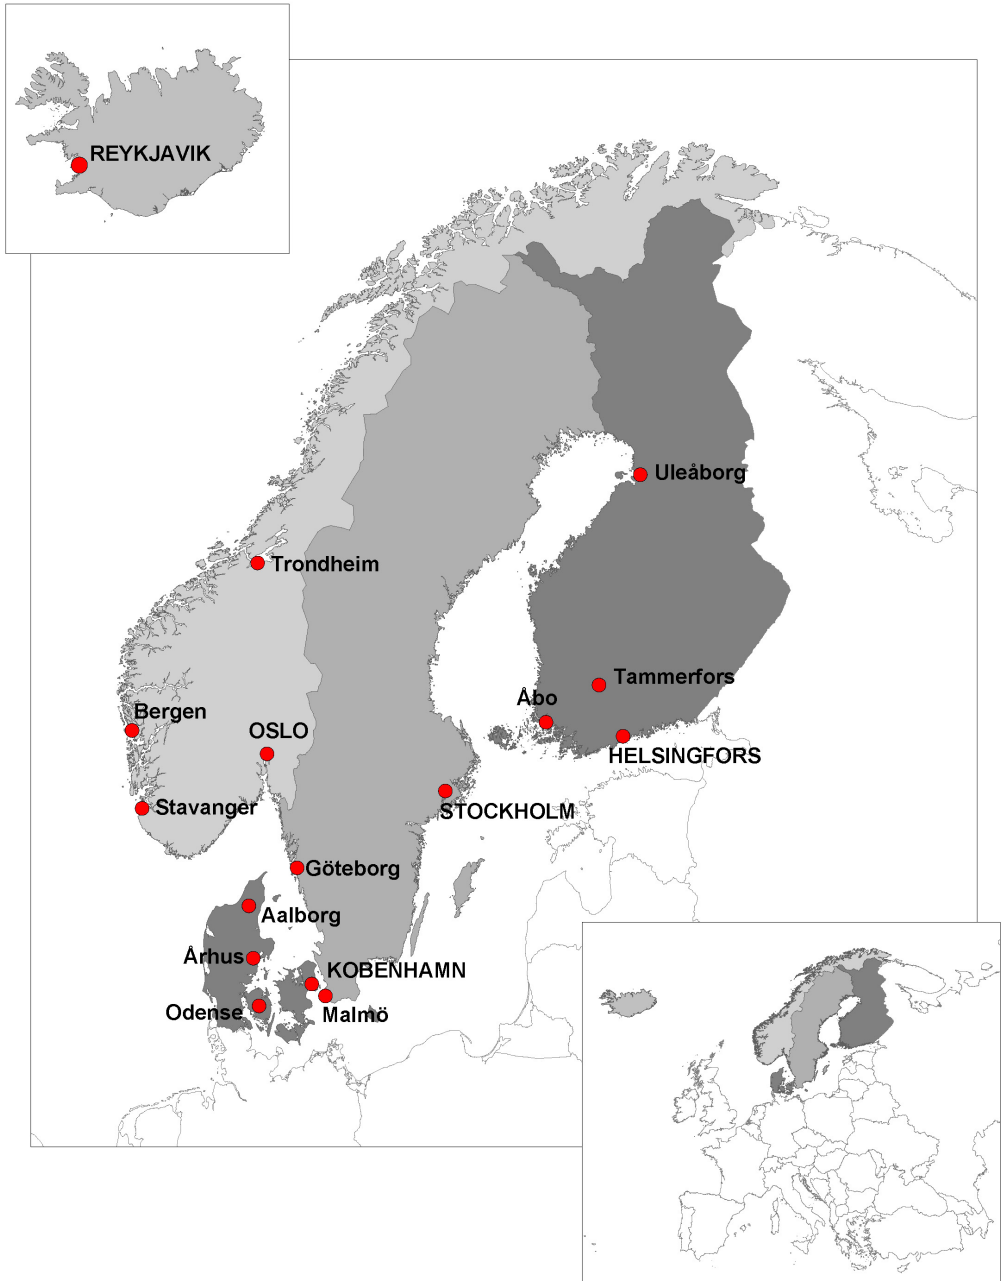 REYKJAVIK
Uleåborg
Trondheim
Tammerfors
Åbo
Bergen
OSLO
HELSINGFORS
Stavanger
STOCKHOLM
Göteborg
Aalborg
Århus
KOBENHAMN
Odense
Malmö